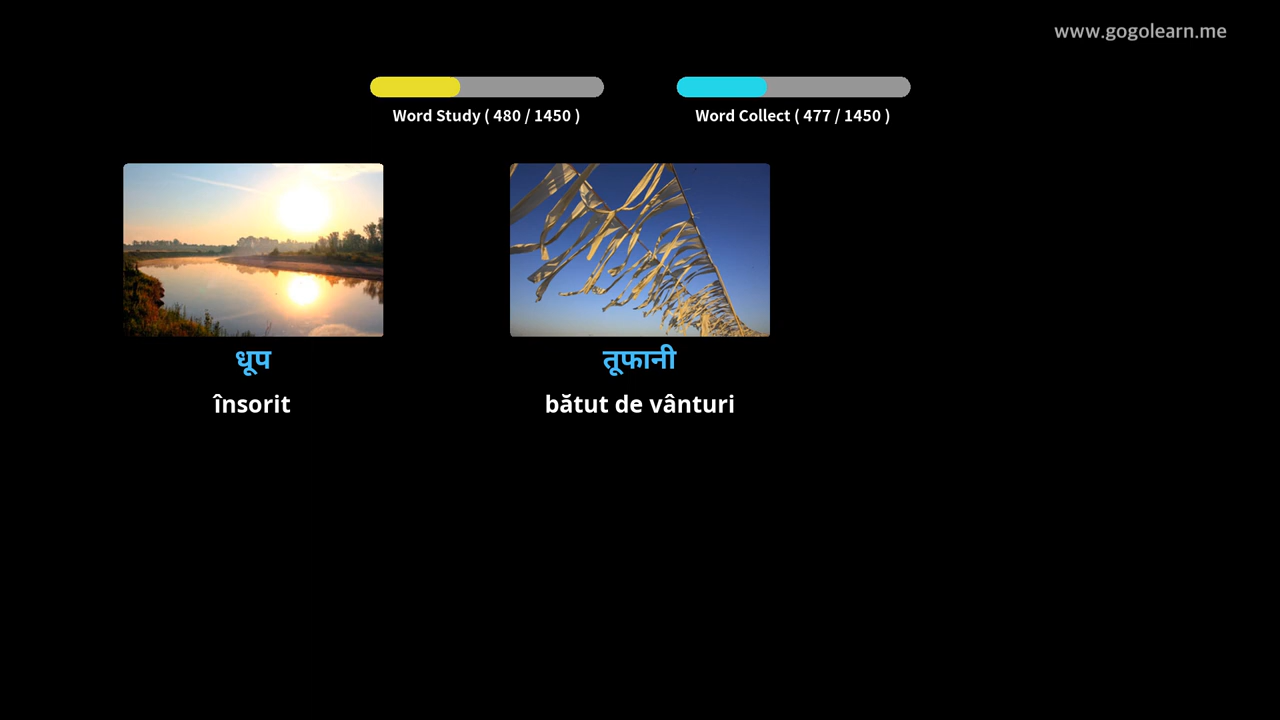 www.gogolearn.me
Word Study ( 480 / 1450 )
Word Collect ( 477 / 1450 )
धूप
तूफानी
însorit
bătut de vânturi